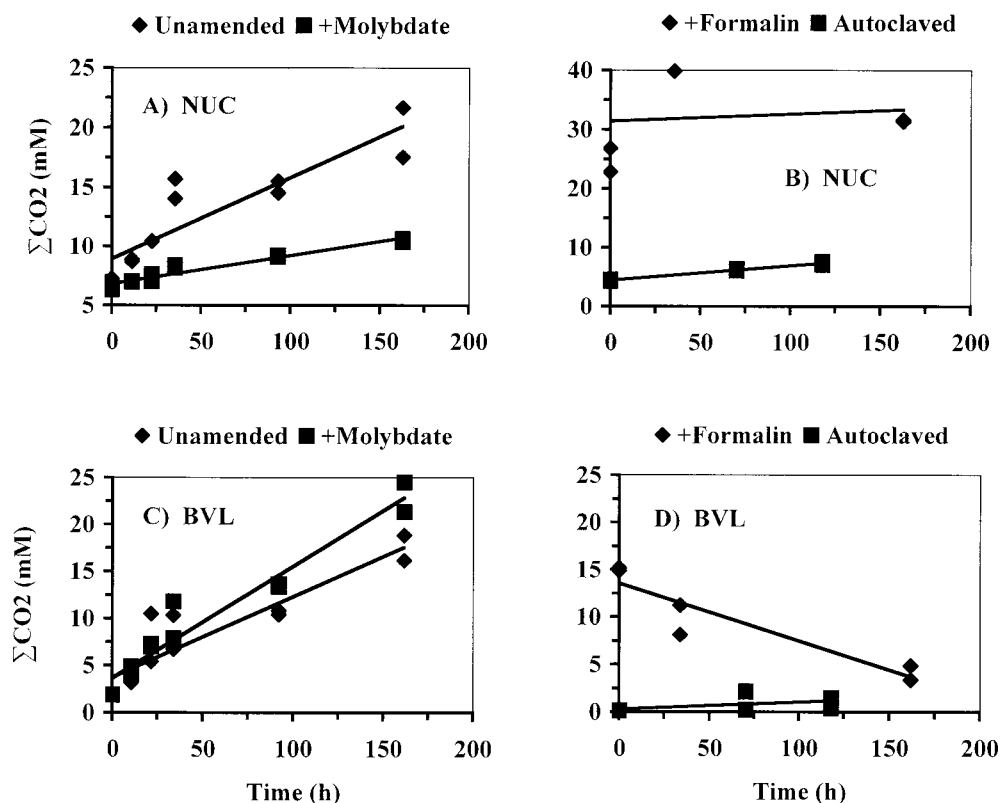 ◆ Unamended ■ +Molybdate
25
20
15
10
5
A) NUC
∑CO2 (mM)
0 50 100 150 200
◆ +Formalin ■ Autoclaved
40
30
20
10
0
B) NUC
0 50 100 150 200
◆ Unamended ■ +Molybdate
25
20
15
10
5
0
C) BVL
∑CO2 (mM)
0 50 100 150 200
Time (h)
◆ +Formalin ■ Autoclaved
25
20
15
10
5
0
D) BVL
0 50 100 150 200
Time (h)